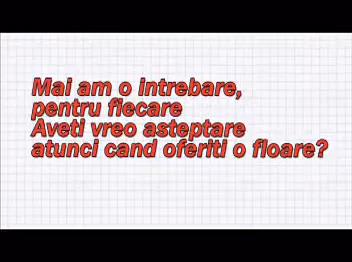 Mai am o intrebare,
pentru fiecare
Aveti vreo asteptare
atunci cand oferiti o floare?